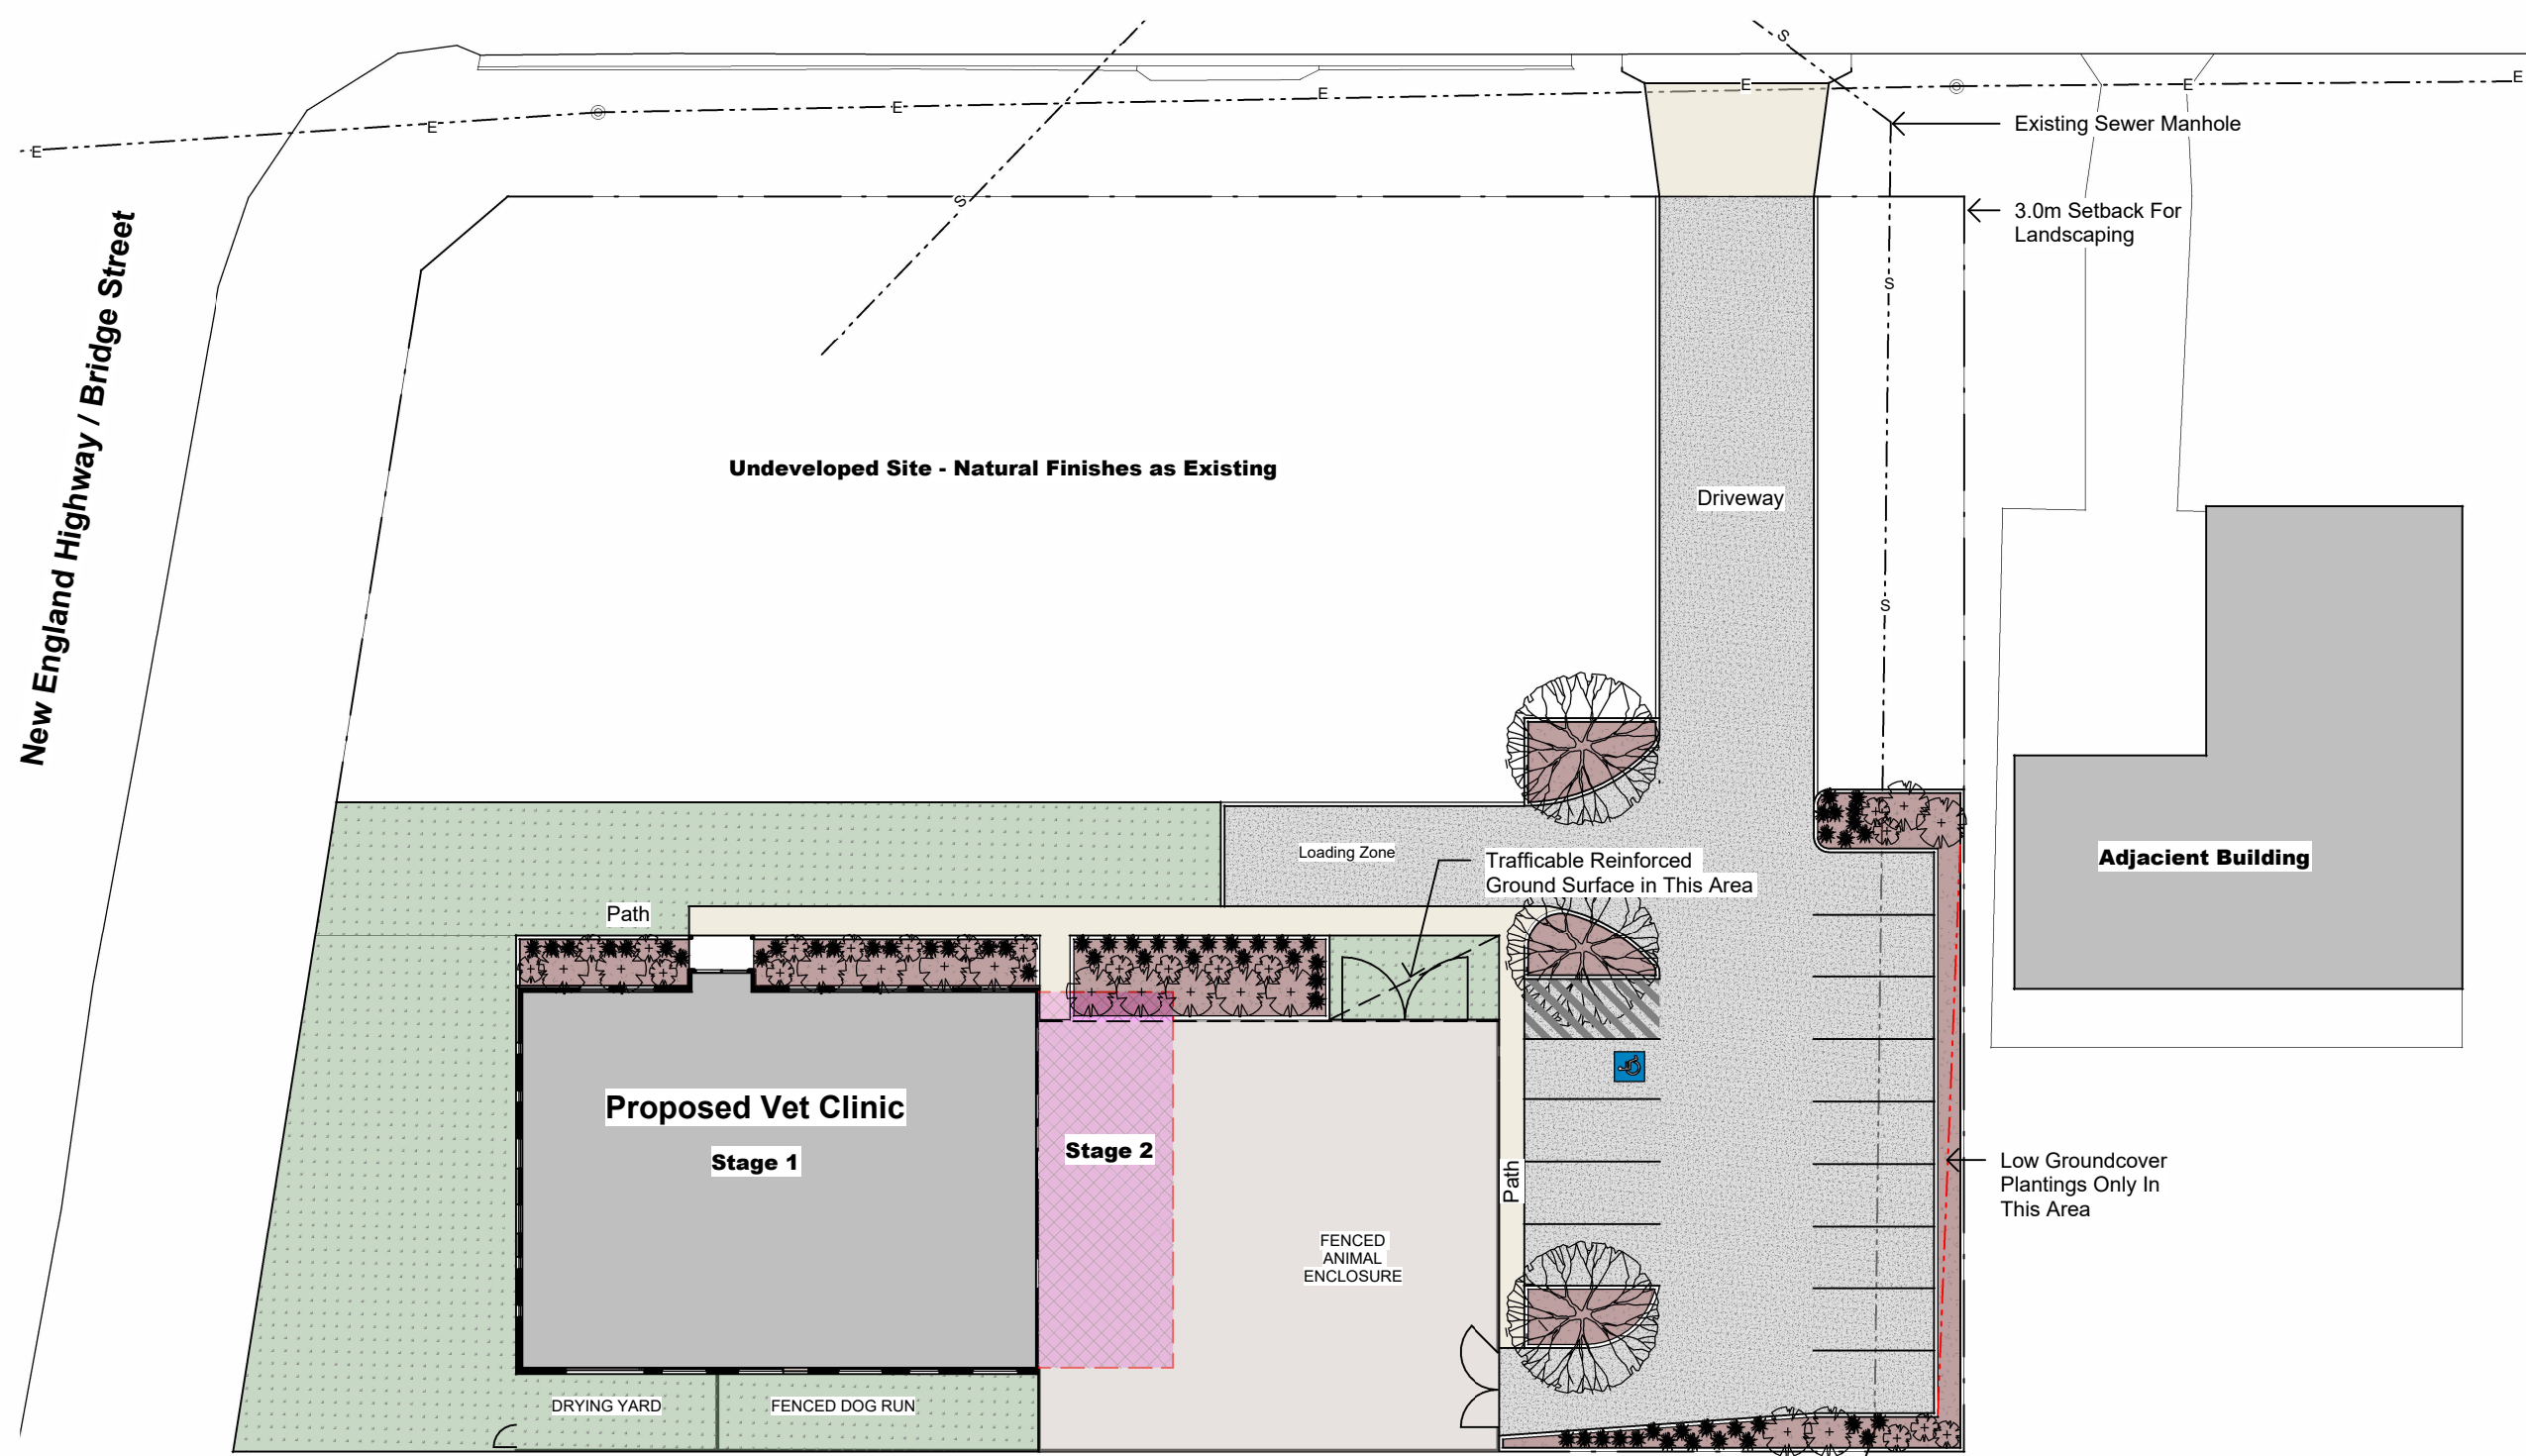 S
E
E
E
E
E
E
Existing Sewer Manhole
S
3.0m Setback For
Landscaping
New England Highway / Bridge Street
S
Undeveloped Site - Natural Finishes as Existing
Driveway
S
Loading Zone
Trafficable Reinforced
Ground Surface in This Area
Adjacient Building
Path
Proposed Vet Clinic
Stage 1
Stage 2
Path
Low Groundcover
Plantings Only In
This Area
FENCED
ANIMAL
ENCLOSURE
DRYING YARD
FENCED DOG RUN